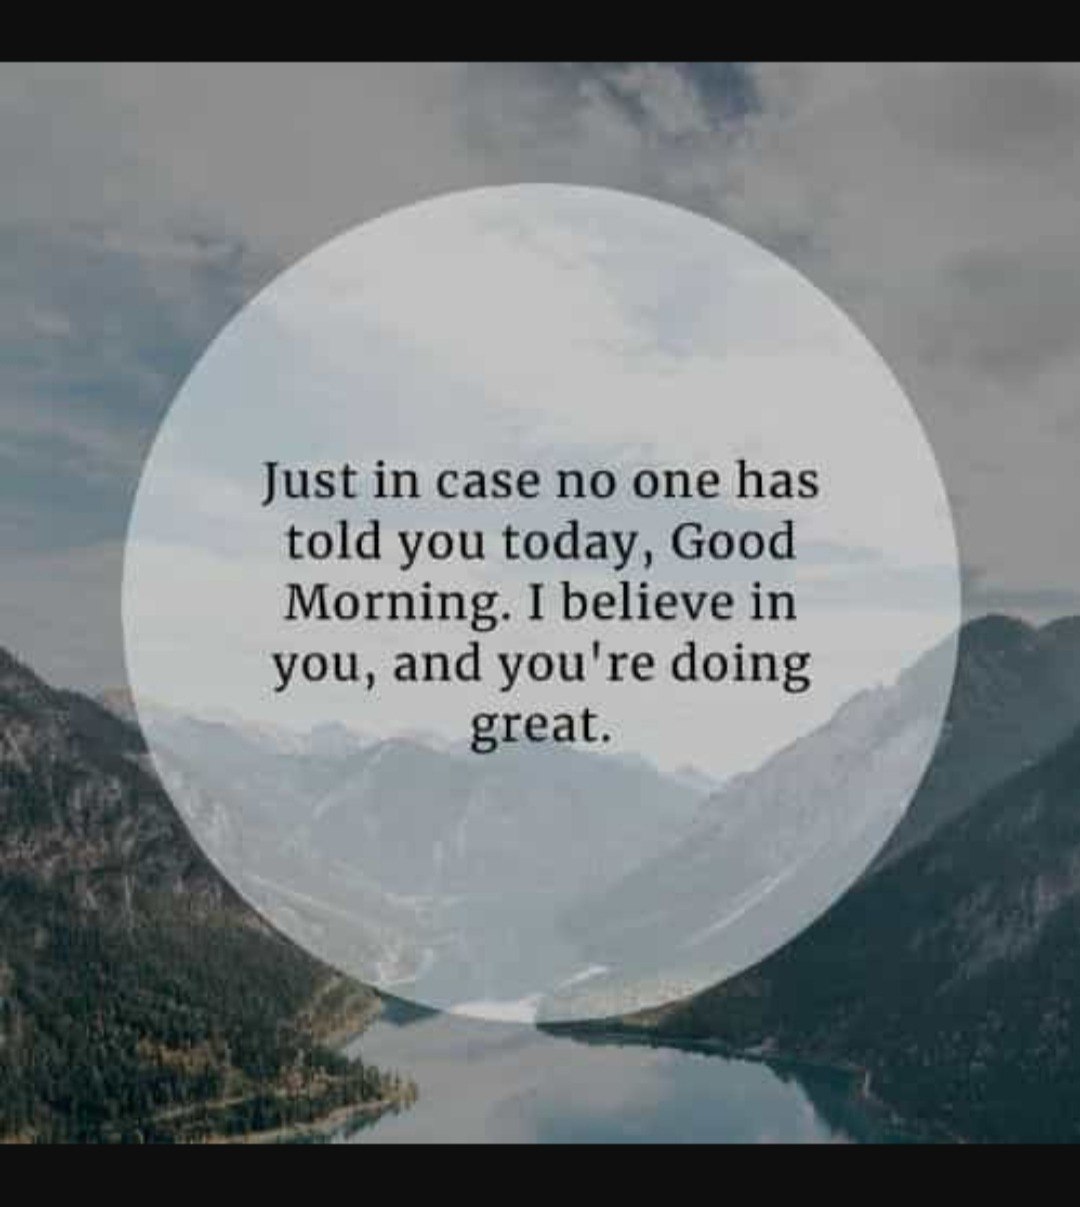 Just in case no one has
told you today, Good
Morning. I believe in
you, and you're doing
great.